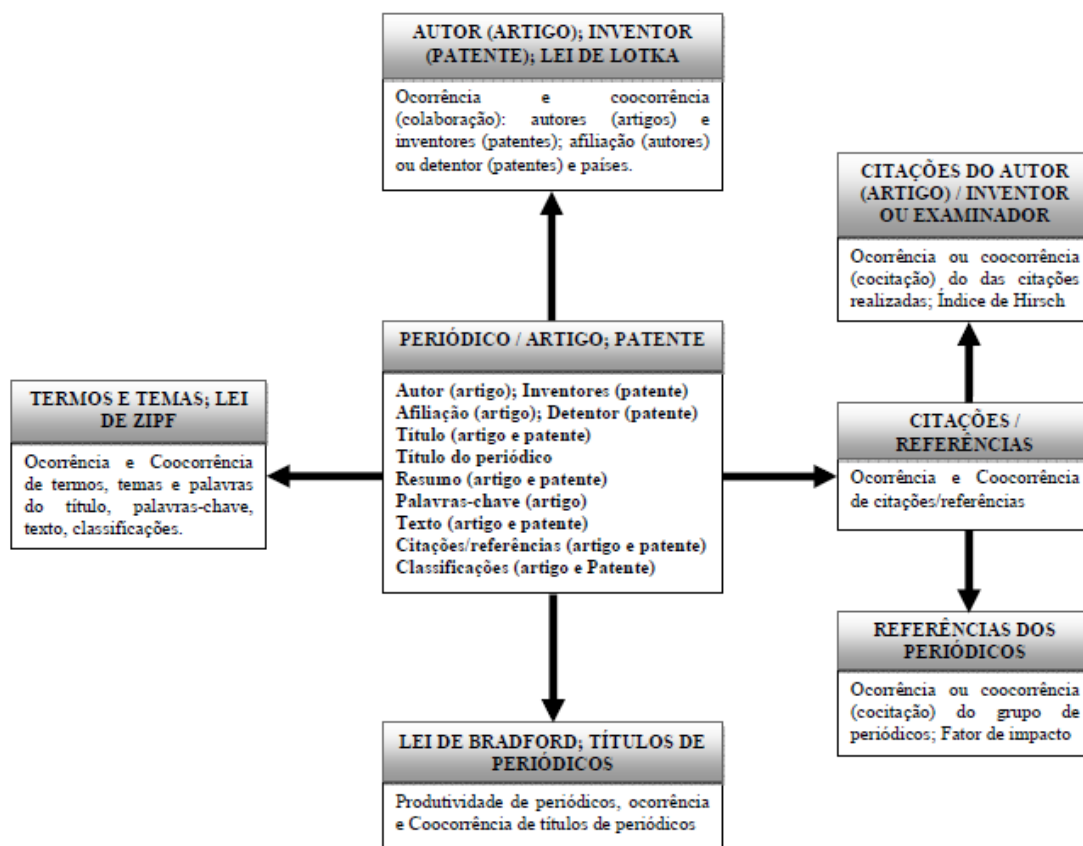 AUTOR (ARTIGO); INVENTOR
(PATENTE); LEI DE LOTKA
Ocorrência e coocorrência
(colaboração): autores (artigos) e
inventores (patentes); afiliação (autores)
ou detentor (patentes) e países.
CITAÇÕES DO AUTOR
(ARTIGO) / INVENTOR
OU EXAMINADOR
Ocorrência ou coocorrência
(cocitação) do das citações
realizadas; Índice de Hirsch
PERIÓDICO / ARTIGO; PATENTE
Autor (artigo); Inventores (patente)
Afiliação (artigo); Detentor (patente)
Título (artigo e patente)
Título do periódico
Resumo (artigo e patente)
Palavras-chave (artigo)
Texto (artigo e patente)
Citações/referências (artigo e patente)
Classificações (artigo e Patente)
TERMOS E TEMAS; LEI
DE ZIPF
Ocorrência e Coocorrência
de termos, temas e palavras
do título, palavras-chave,
texto, classificações.
CITAÇÕES /
REFERÊNCIAS
Ocorrência e Coocorrência
de citações/referências
REFERÊNCIAS DOS
PERIÓDICOS
Ocorrência ou coocorrência
(cocitação) do grupo de
periódicos; Fator de impacto
LEI DE BRADFORD; TÍTULOS DE
PERIÓDICOS
Produtividade de periódicos, ocorrência
e Coocorrência de títulos de periódicos